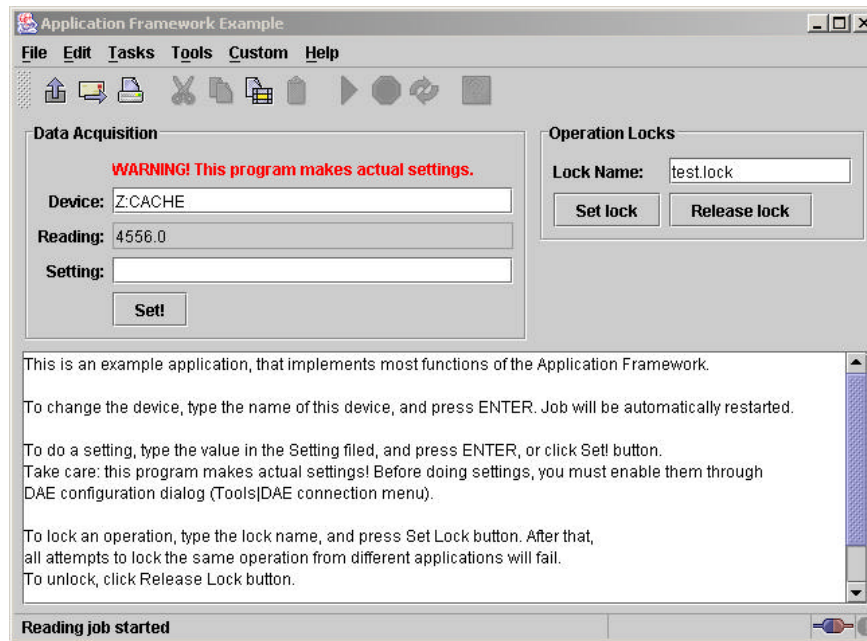 Application Framework Example
File Edit Tasks Tools Custom Help
Data Acquisition
WARNING! This program makes actual settings.
Device: Z:CACHE
Reading: 4556.0
Setting:
Set!
Operation Locks
Lock Name: test.lock
Set lock Release lock
This is an example application, that implements most functions of the Application Framework.
To change the device, type the name of this device, and press ENTER. Job will be automatically restarted.
To do a setting, type the value in the Setting filed, and press ENTER, or click Set! button.
Take care: this program makes actual settings! Before doing settings, you must enable them through
DAE configuration dialog (Tools|DAE connection menu).
To lock an operation, type the lock name, and press Set Lock button. After that,
all attempts to lock the same operation from different applications will fail.
To unlock, click Release Lock button.
Reading job started